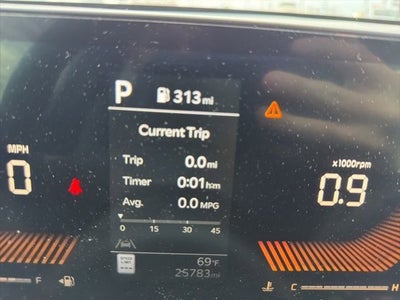 P 313 mi
Current Trip
MPH
0
Trip 0.0 mi
Timer 0:01 h:m
Avg. 0.0 MPG
0 15 30 45
x1000rpm
0.9
69°F
25783 mi
F
C H